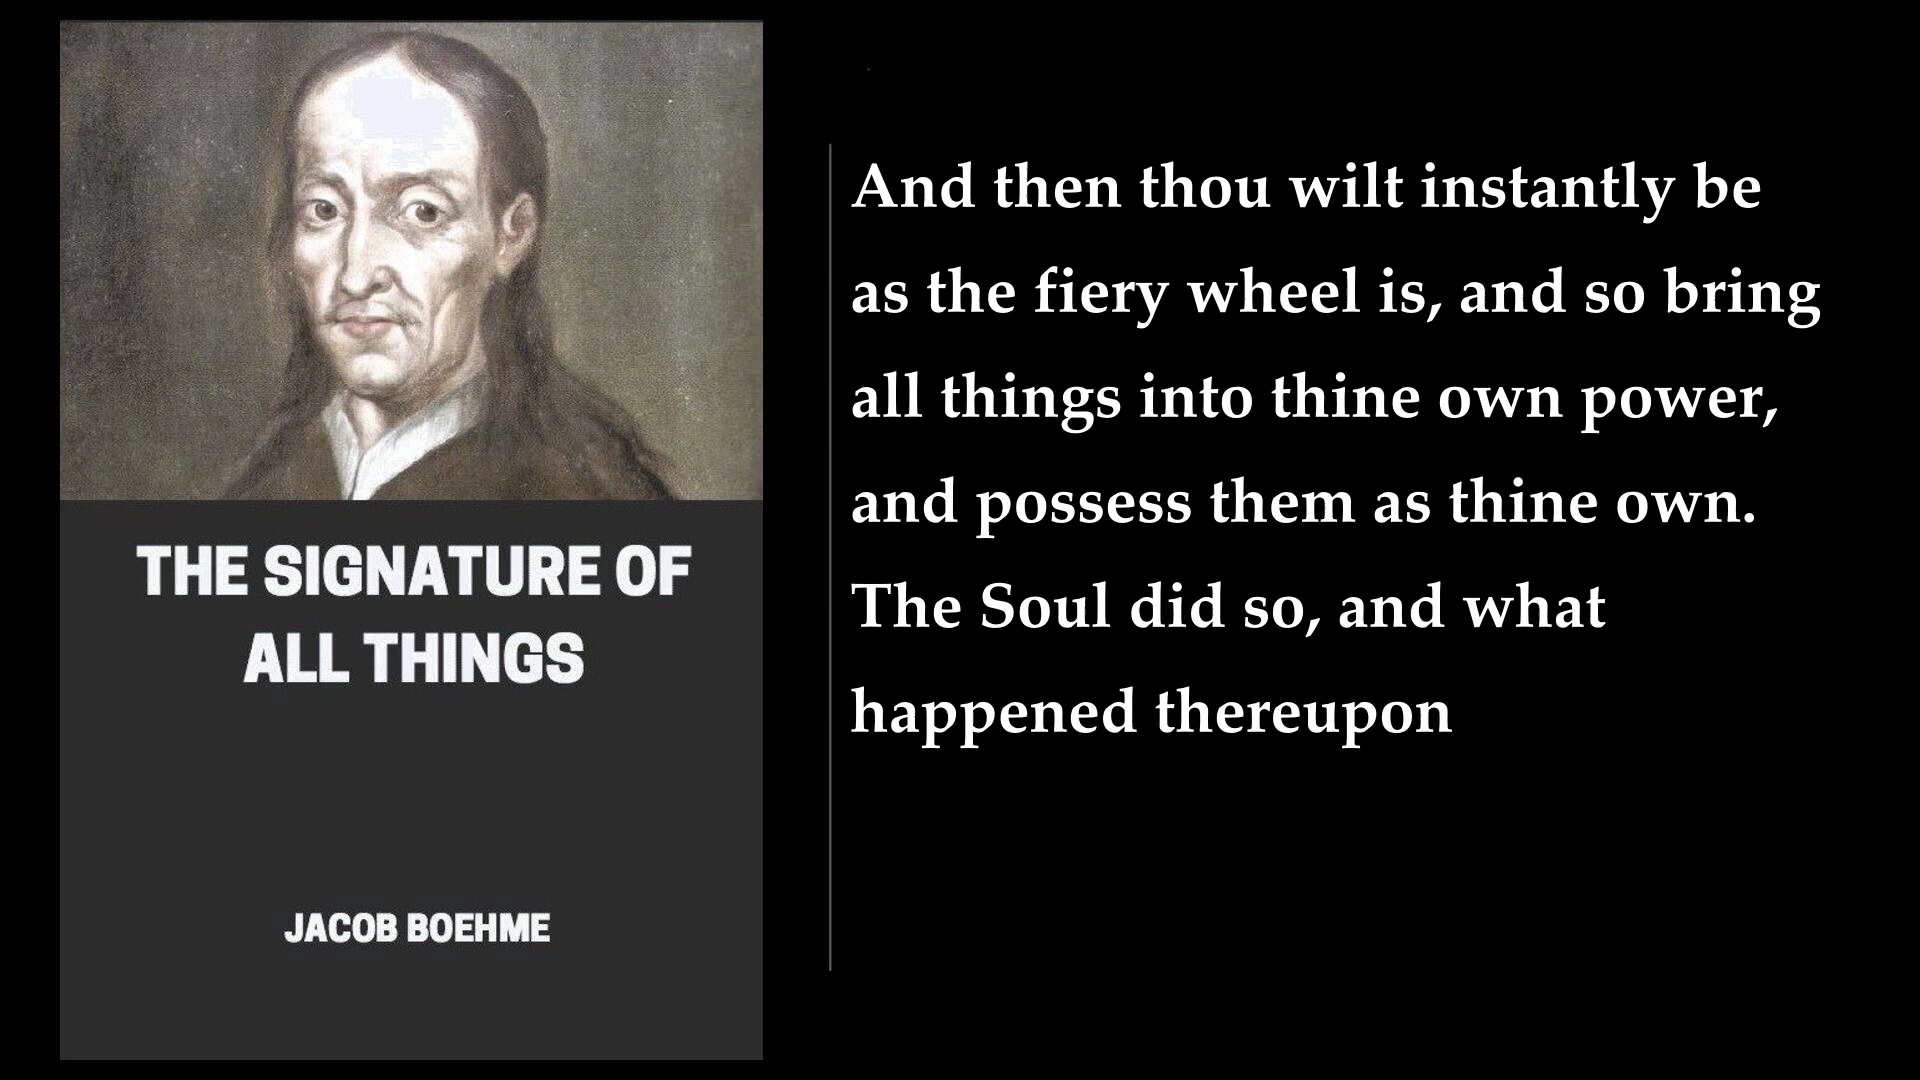 THE SIGNATURE OF
ALL THINGS
JACOB BOEHME
And then thou wilt instantly be
as the fiery wheel is, and so bring
all things into thine own power,
and possess them as thine own.
The Soul did so, and what
happened thereupon